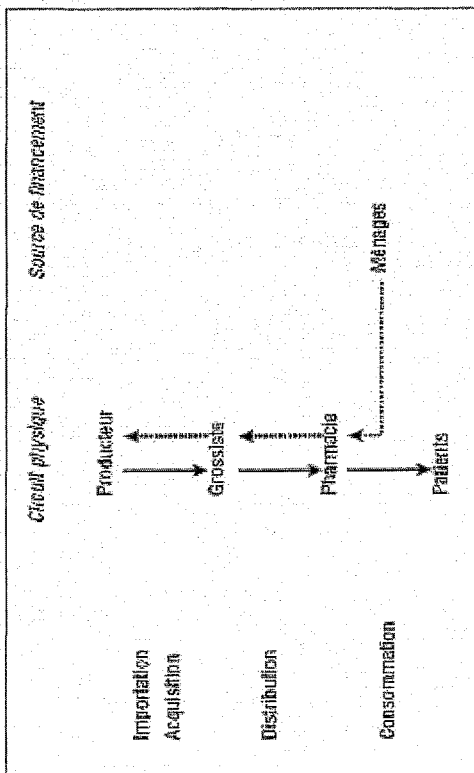 Circuit physique
Source de financement
Importation
Acquisition
Producteur
Grossiste
Distribution
Pharmacie
Ménages
Consommation
Patients